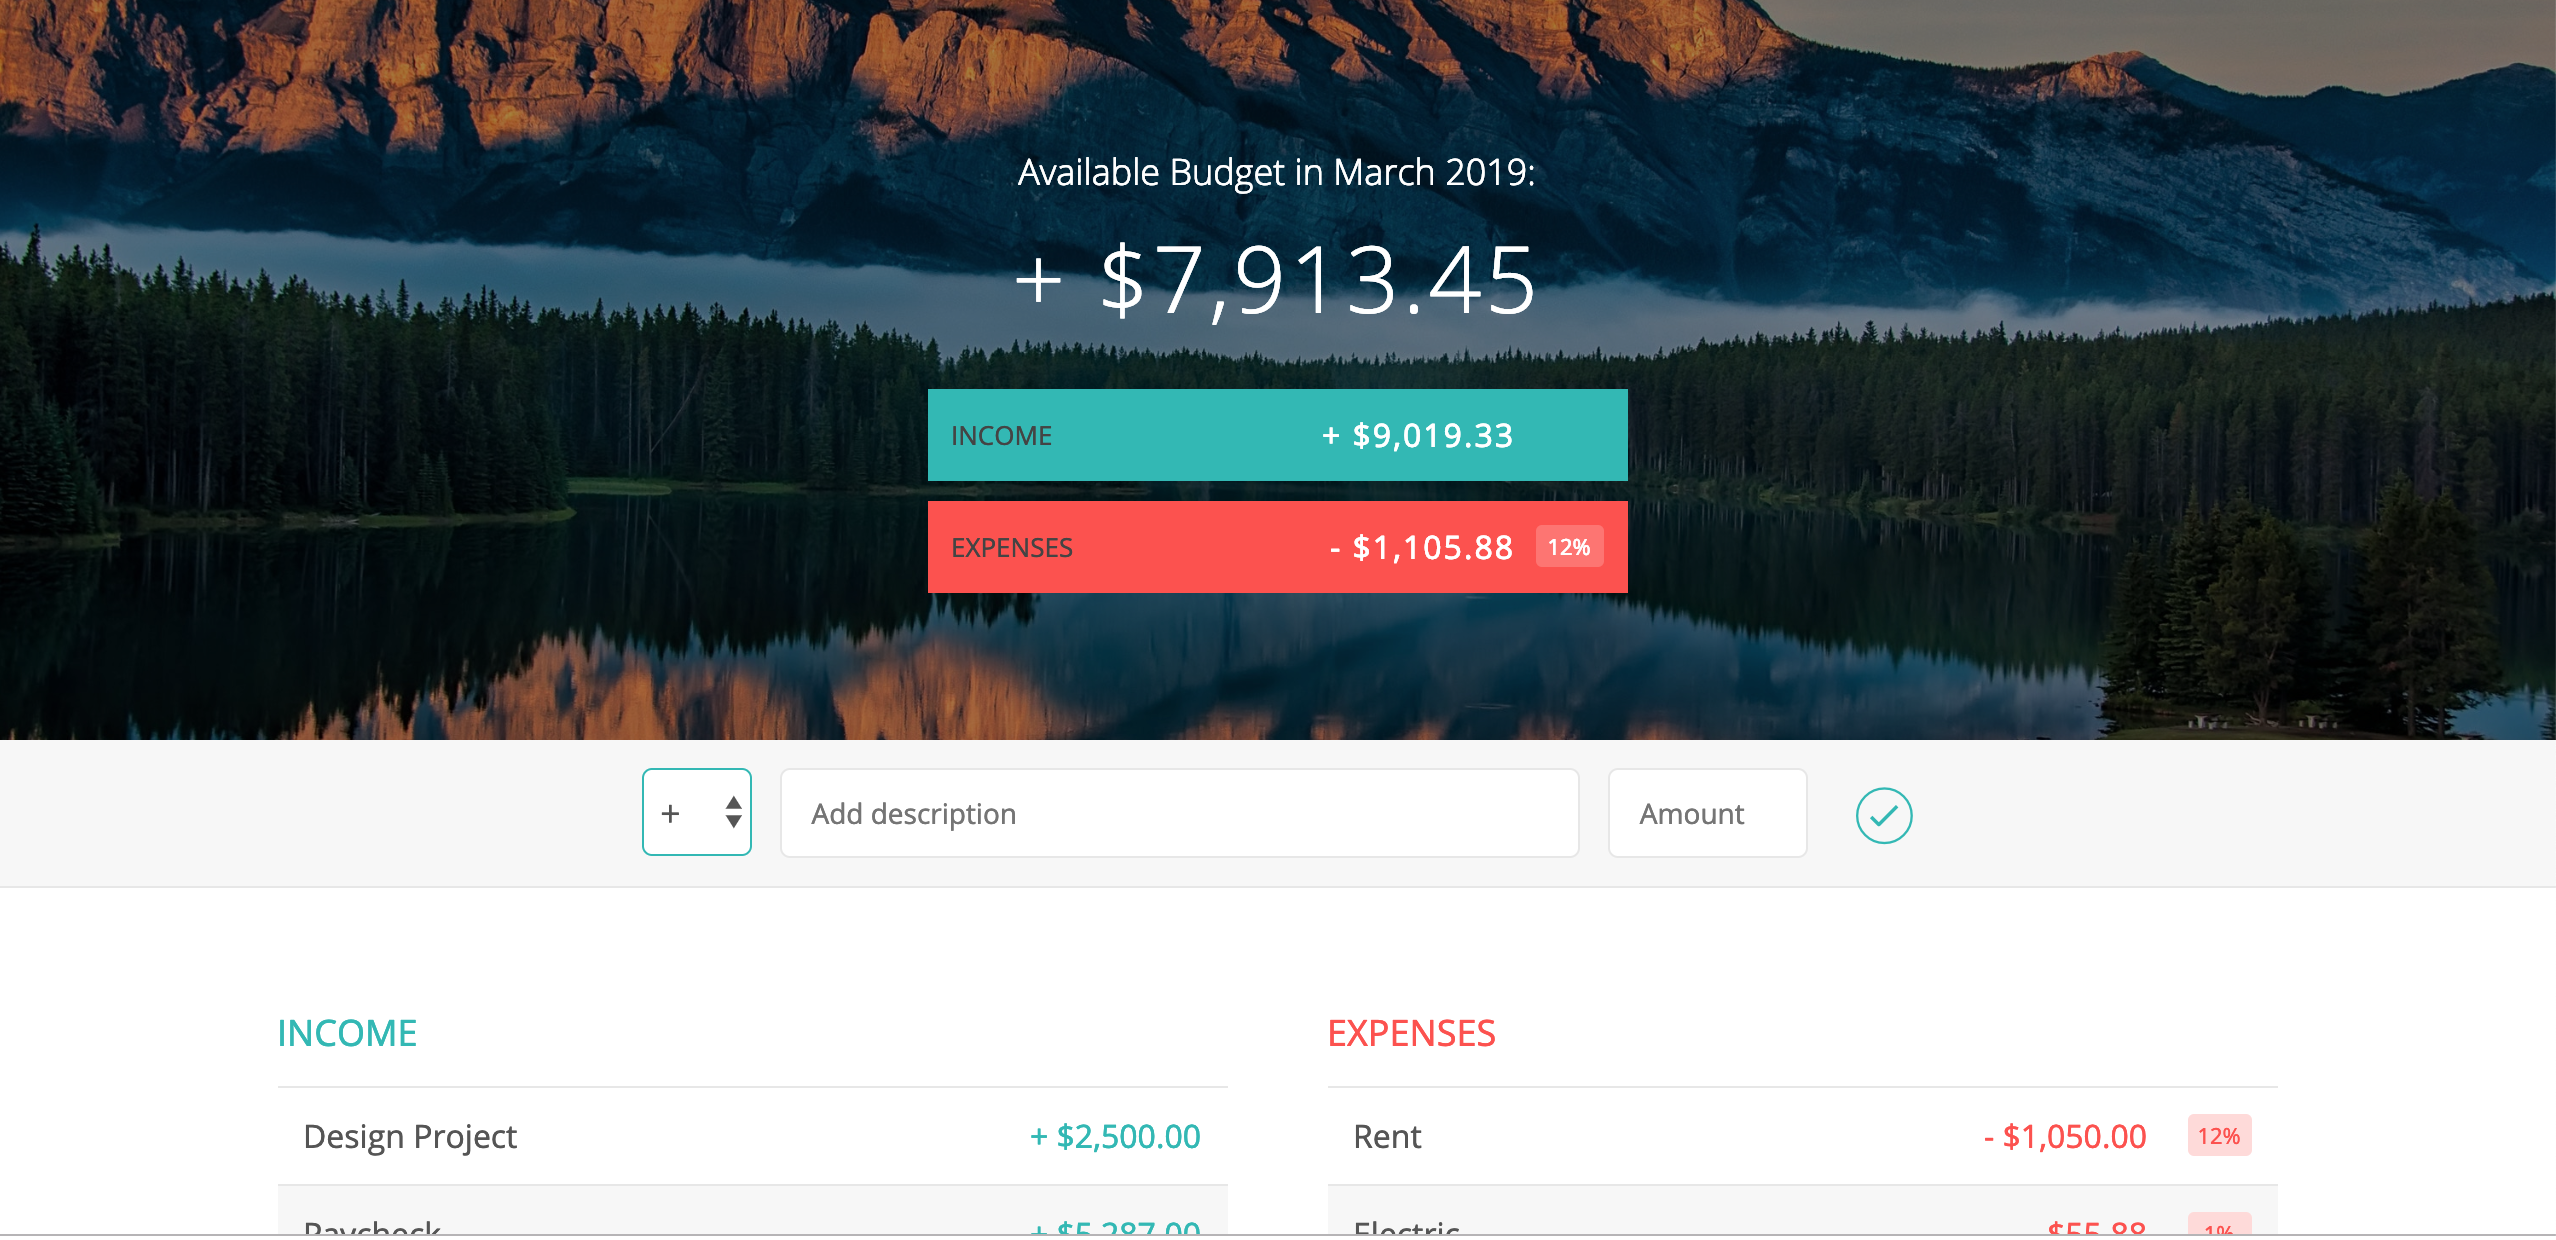 Available Budget in March 2019:
+ $7,913.45
INCOME + $9,019.33
EXPENSES - $1,105.88 12%
+ Add description Amount
INCOME
Design Project + $2,500.00
Paycheck + $5,287.00
EXPENSES
Rent - $1,050.00 12%
Electric $55.88 1%